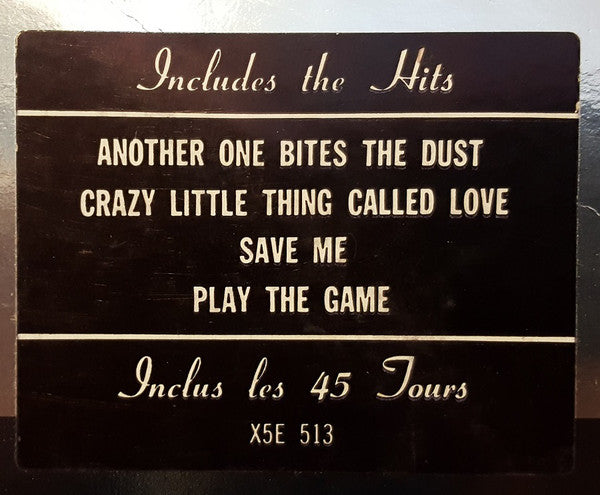 Includes the Hits
ANOTHER ONE BITES THE DUST
CRAZY LITTLE THING CALLED LOVE
SAVE ME
PLAY THE GAME
Inclus les 45 Tours
X5E 513